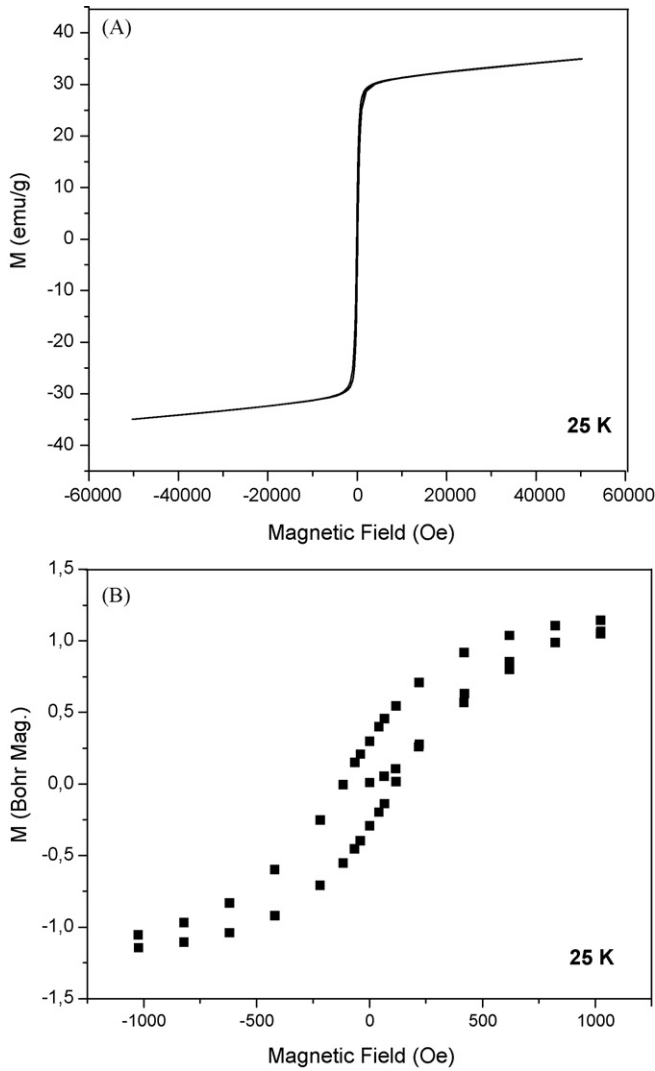 (A)
40
30
20
10
0
-10
-20
-30
-40
M (emu/g)
25 K
-60000 -40000 -20000 0 20000 40000 60000
Magnetic Field (Oe)
(B)
1,5
1,0
0,5
0,0
-0,5
-1,0
-1,5
M (Bohr Mag.)
25 K
-1000 -500 0 500 1000
Magnetic Field (Oe)